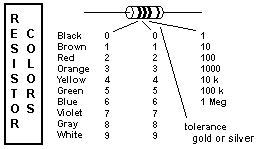 RESISTOR
COLORS
Black 0 0 1
Brown 1 1 10
Red 2 2 100
Orange 3 3 1000
Yellow 4 4 10 k
Green 5 5 100 k
Blue 6 6 1 Meg
Violet 7 7
Gray 8 8
White 9 9
tolerance
gold or silver